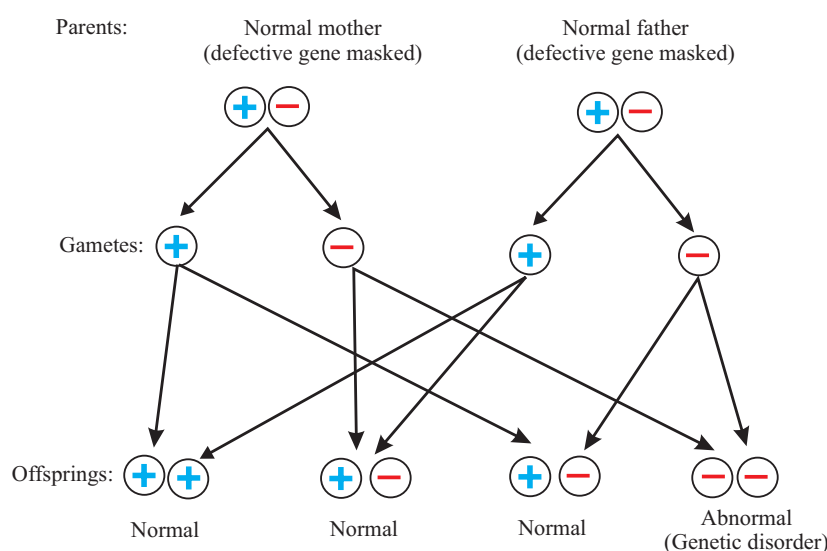 Parents:
Normal mother
(defective gene masked)
Normal father
(defective gene masked)
+ −
+ −
Gametes:
+
−
+
−
Offsprings:
+ +
+ −
+ −
− −
Normal
Normal
Normal
Abnormal
(Genetic disorder)